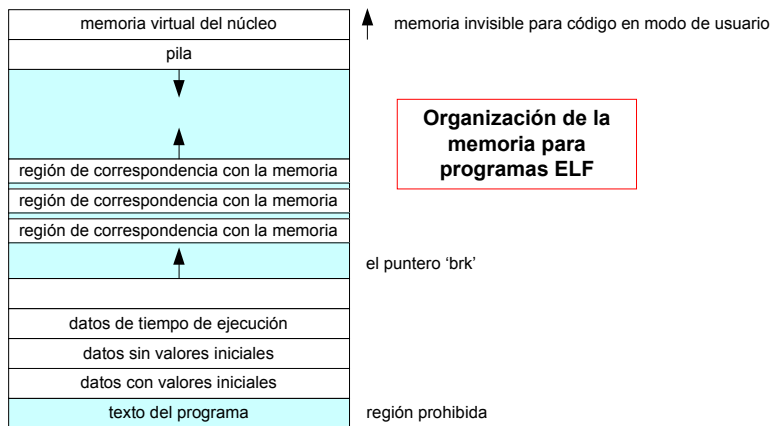 memoria virtual del núcleo
memoria invisible para código en modo de usuario
pila
Organización de la
memoria para
programas ELF
región de correspondencia con la memoria
región de correspondencia con la memoria
región de correspondencia con la memoria
el puntero ‘brk’
datos de tiempo de ejecución
datos sin valores iniciales
datos con valores iniciales
texto del programa
región prohibida